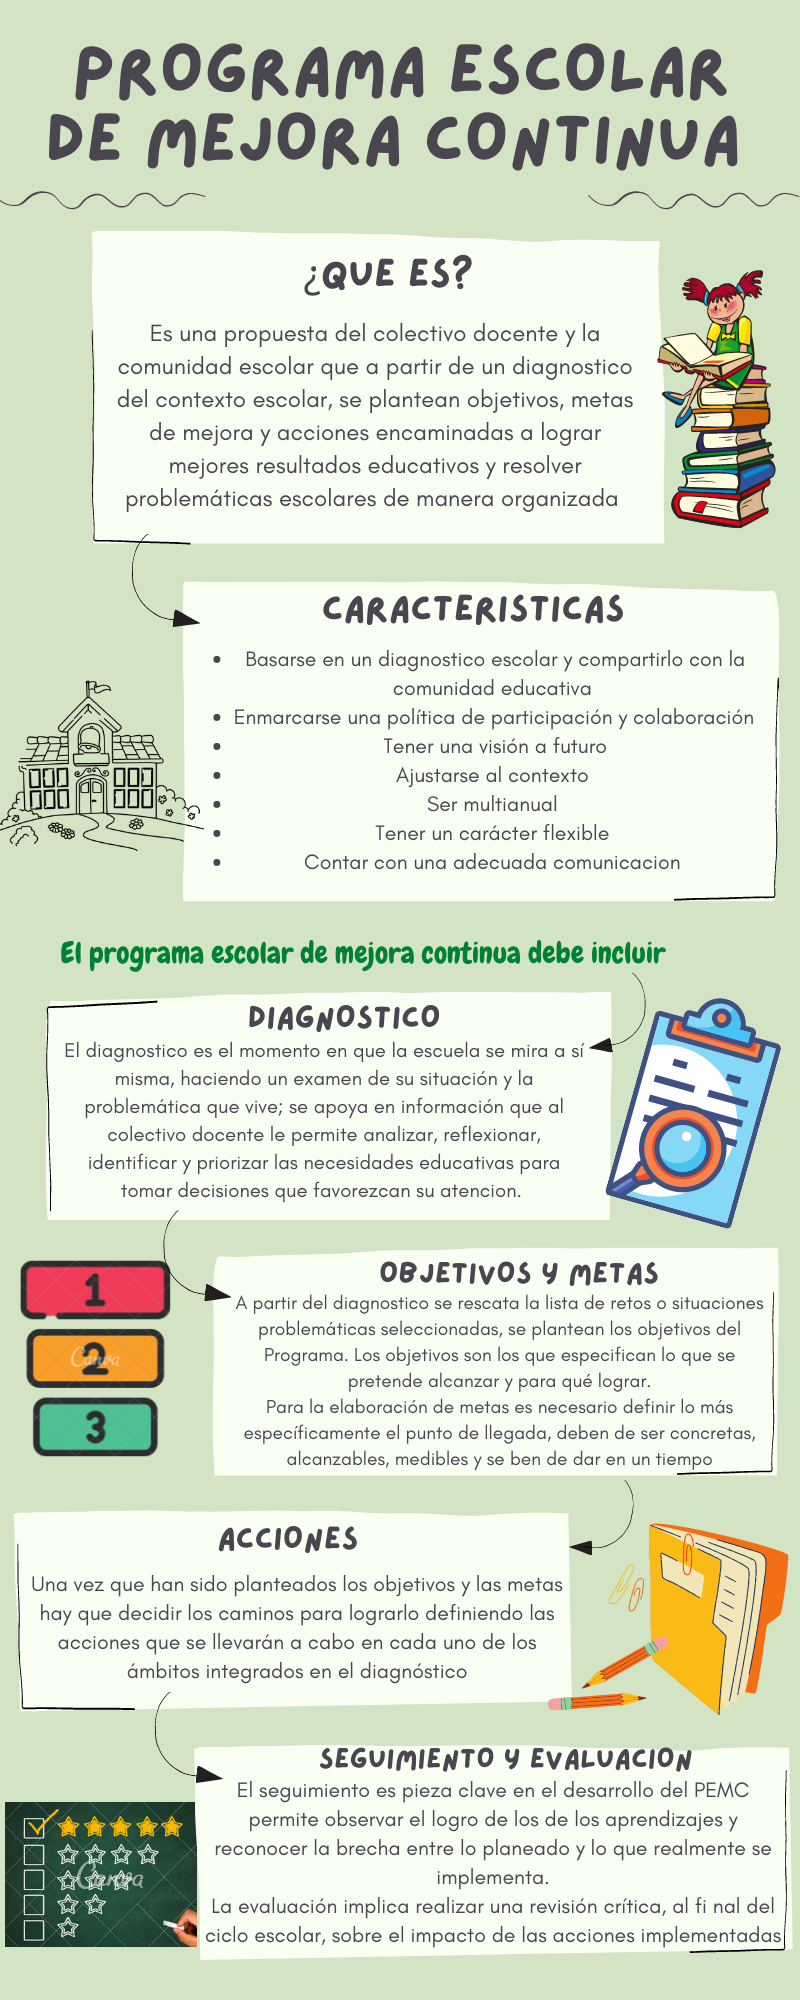 PROGRAMA ESCOLAR
DE MEJORA CONTINUA
¿QUE ES?
Es una propuesta del colectivo docente y la
comunidad escolar que a partir de un diagnostico
del contexto escolar, se plantean objetivos, metas
de mejora y acciones encaminadas a lograr
mejores resultados educativos y resolver
problemáticas escolares de manera organizada
CARACTERISTICAS
• Basarse en un diagnostico escolar y compartirlo con la
comunidad educativa
• Enmarcarse una política de participación y colaboración
• Tener una visión a futuro
• Ajustarse al contexto
• Ser multianual
• Tener un carácter flexible
• Contar con una adecuada comunicacion
El programa escolar de mejora continua debe incluir
DIAGNOSTICO
El diagnostico es el momento en que la escuela se mira a sí
misma, haciendo un examen de su situación y la
problemática que vive; se apoya en información que al
colectivo docente le permite analizar, reflexionar,
identificar y priorizar las necesidades educativas para
tomar decisiones que favorezcan su atencion.
1
2
3
Canva
OBJETIVOS Y METAS
A partir del diagnostico se rescata la lista de retos o situaciones
problemáticas seleccionadas, se plantean los objetivos del
Programa. Los objetivos son los que especifican lo que se
pretende alcanzar y para qué lograr.
Para la elaboración de metas es necesario definir lo más
específicamente el punto de llegada, deben de ser concretas,
alcanzables, medibles y se ben de dar en un tiempo
ACCIONES
Una vez que han sido planteados los objetivos y las metas
hay que decidir los caminos para lograrlo definiendo las
acciones que se llevarán a cabo en cada uno de los
ámbitos integrados en el diagnóstico
SEGUIMIENTO Y EVALUACION
El seguimiento es pieza clave en el desarrollo del PEMC
permite observar el logro de los de los aprendizajes y
reconocer la brecha entre lo planeado y lo que realmente se
implementa.
La evaluación implica realizar una revisión crítica, al fi nal del
ciclo escolar, sobre el impacto de las acciones implementadas
Canva